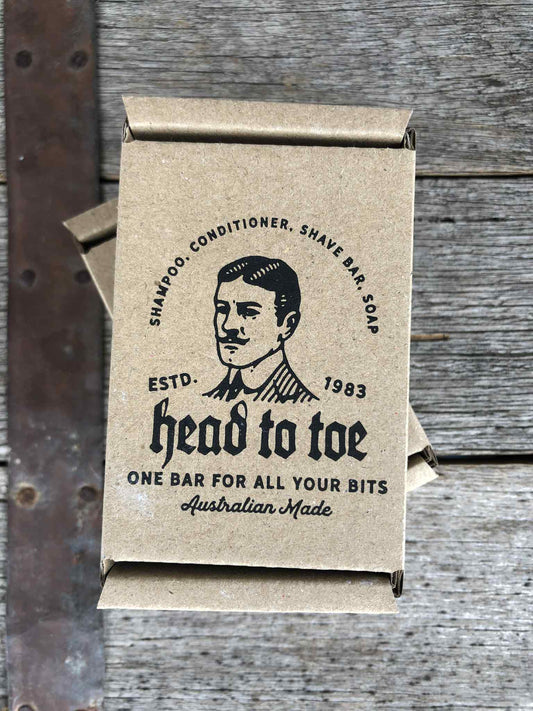 SHAMPOO, CONDITIONER, SHAVE BAR, SOAP
ESTD. 1983
head to toe
ONE BAR FOR ALL YOUR BITS
Australian Made